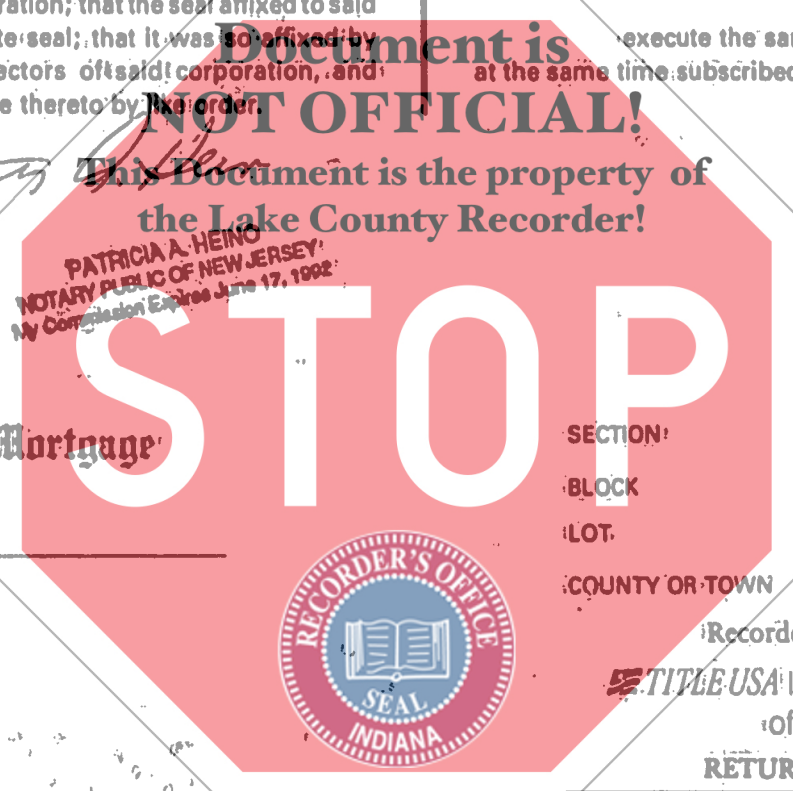 ration; that the seal affixed to said
te seal; that it was so affixed by
ectors of said corporation, and
e thereto by like order.
execute the sa
at the same time subscribed
Document is
NOT OFFICIAL!
This Document is the property of
the Lake County Recorder!
PATRICIA A. HEINO
NOTARY PUBLIC OF NEW JERSEY
My Commission Expires June 17, 1992
STOP
Mortgage
SECTION
BLOCK
LOT
COUNTY OR TOWN
Recorde
TITLE USA
of
RETUR
RECORDER'S OFFICE
SEAL
INDIANA